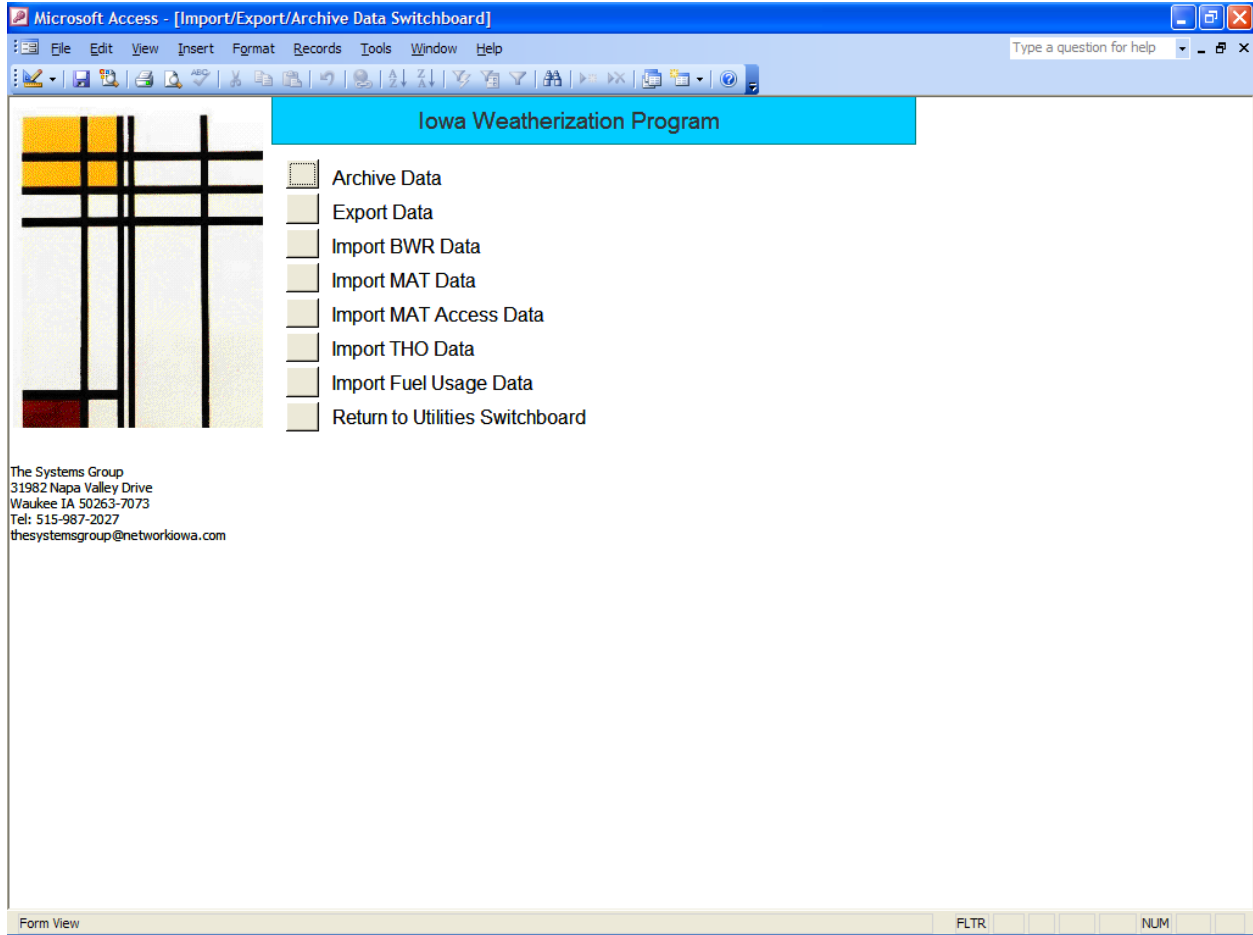 Microsoft Access - [Import/Export/Archive Data Switchboard]
File Edit View Insert Format Records Tools Window Help Type a question for help
Iowa Weatherization Program
Archive Data
Export Data
Import BWR Data
Import MAT Data
Import MAT Access Data
Import THO Data
Import Fuel Usage Data
Return to Utilities Switchboard
The Systems Group
31982 Napa Valley Drive
Waukee IA 50263-7073
Tel: 515-987-2027
thesystemsgroup@networkiowa.com
Form View FLTR NUM